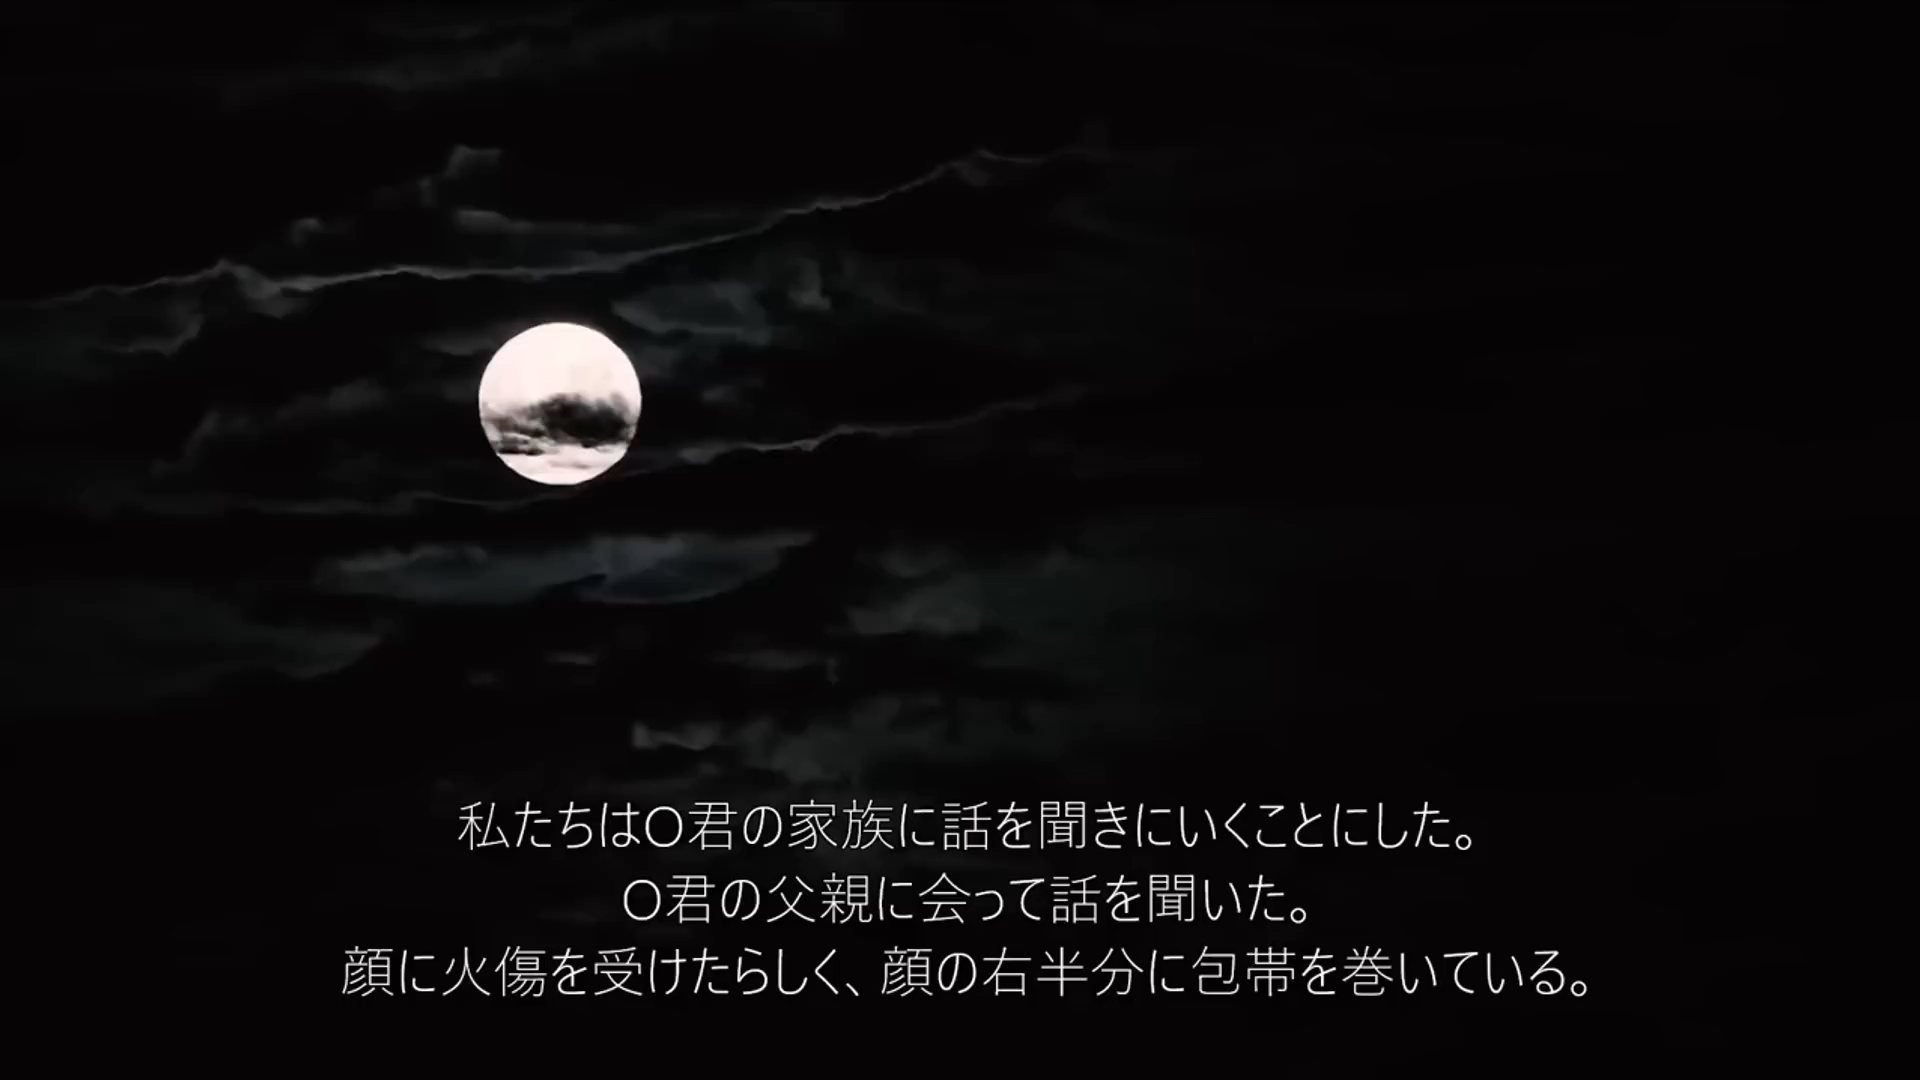 私たちはO君の家族に話を聞きにいくことにした。
O君の父親に会って話を聞いた。
顔に火傷を受けたらしく、顔の右半分に包帯を巻いている。